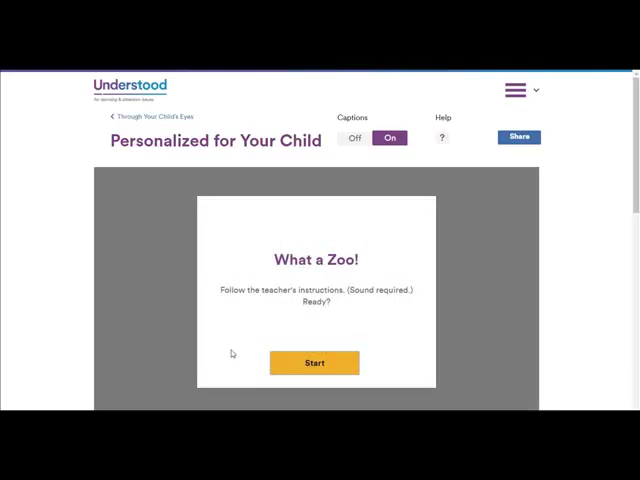 Understood
for learning & attention issues
Through Your Child's Eyes
Personalized for Your Child
Captions
Off On
Help
?
Share
What a Zoo!
Follow the teacher's instructions. (Sound required.)
Ready?
Start